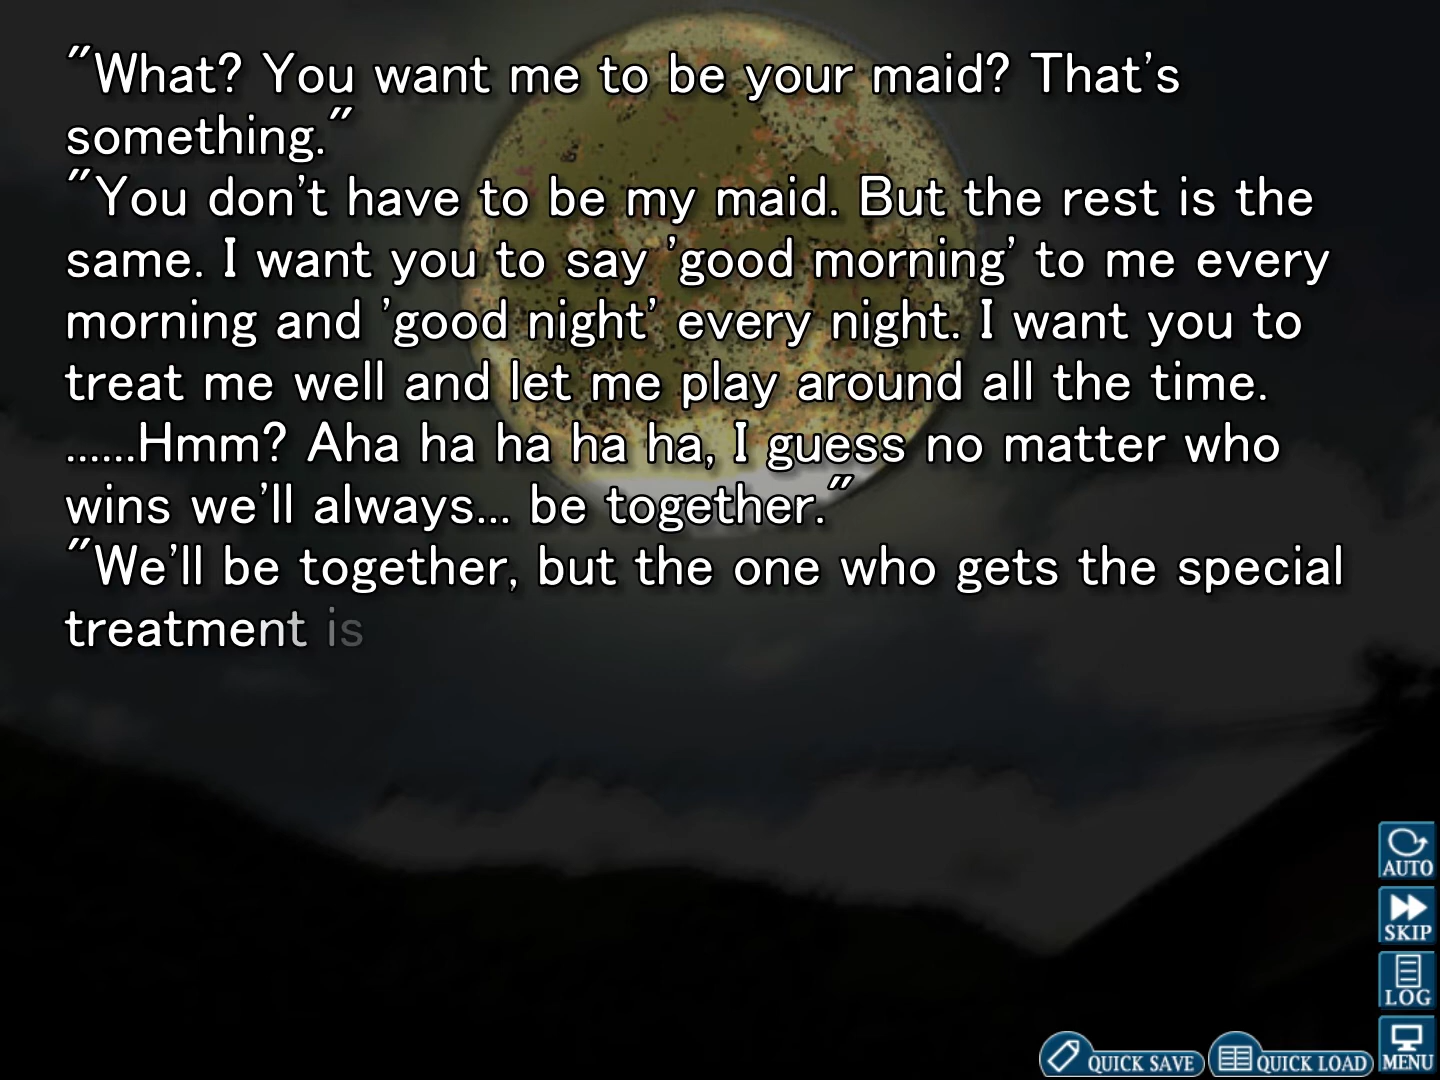 "What? You want me to be your maid? That's
something."
"You don't have to be my maid. But the rest is the
same. I want you to say 'good morning' to me every
morning and 'good night' every night. I want you to
treat me well and let me play around all the time.
......Hmm? Aha ha ha ha ha, I guess no matter who
wins we'll always... be together."
"We'll be together, but the one who gets the special
treatment is
AUTO
SKIP
LOG
QUICK SAVE
QUICK LOAD
MENU